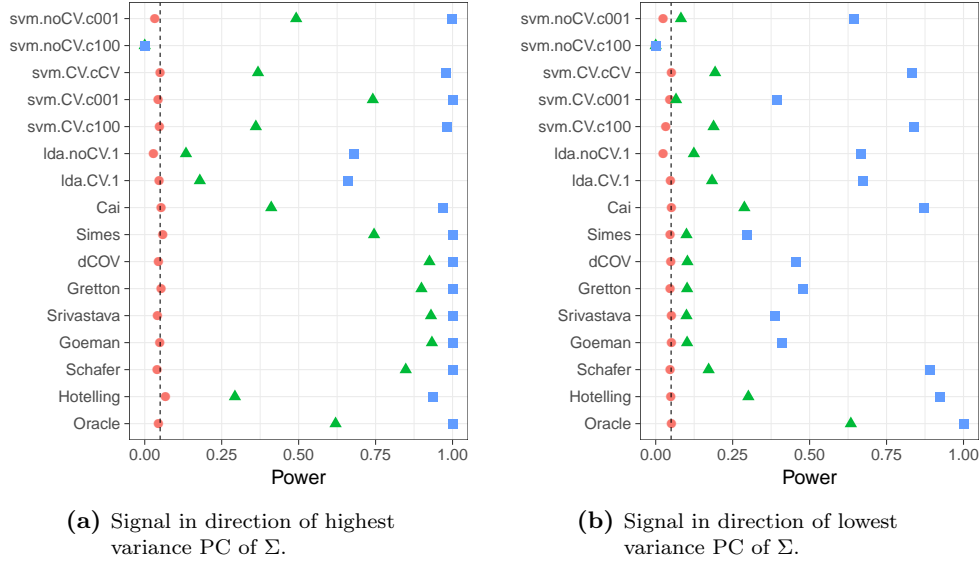 svm.noCV.c001
svm.noCV.c100
svm.CV.cCV
svm.CV.c001
svm.CV.c100
lda.noCV.1
lda.CV.1
Cai
Simes
dCOV
Gretton
Srivastava
Goeman
Schafer
Hotelling
Oracle
0.00 0.25 0.50 0.75 1.00
Power
(a) Signal in direction of highest
variance PC of Σ.
svm.noCV.c001
svm.noCV.c100
svm.CV.cCV
svm.CV.c001
svm.CV.c100
lda.noCV.1
lda.CV.1
Cai
Simes
dCOV
Gretton
Srivastava
Goeman
Schafer
Hotelling
Oracle
0.00 0.25 0.50 0.75 1.00
Power
(b) Signal in direction of lowest
variance PC of Σ.